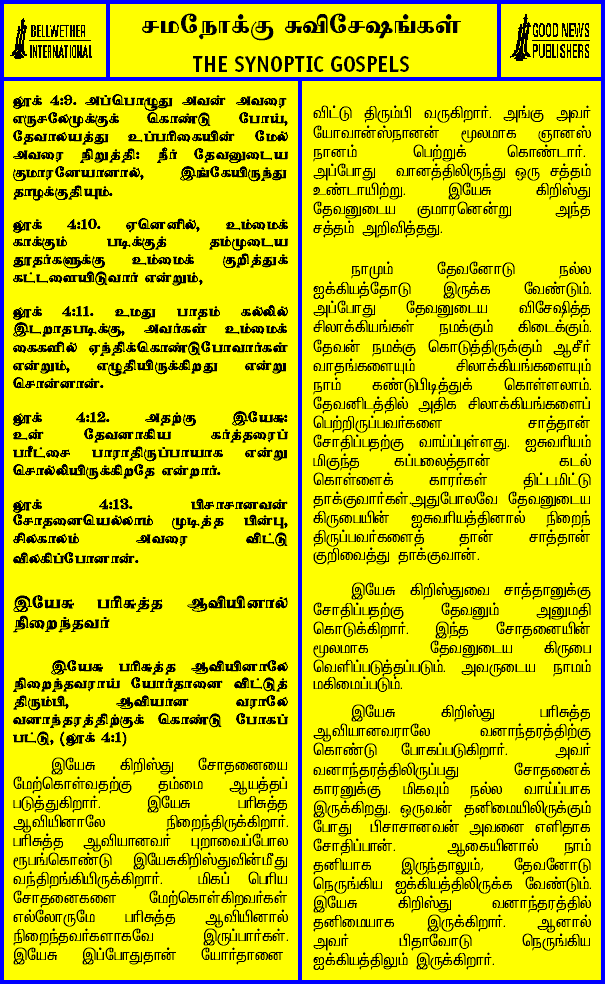 BELLWETHER
INTERNATIONAL
சமநோக்கு சுவிசேஷங்கள்
THE SYNOPTIC GOSPELS
GOOD NEWS
PUBLISHERS
லூக் 4:9. அப்பொழுது அவன் அவரை
எருசலேமுக்குக் கொண்டு போய்,
தேவாலயத்து உப்பரிகையின் மேல்
அவரை நிறுத்தி: நீர் தேவனுடைய
குமாரனேயானால், இங்கேயிருந்து
தாழக்குதியும்.
லூக் 4:10. ஏனெனில், உம்மைக்
காக்கும் படிக்குத் தம்முடைய
தூதர்களுக்கு உம்மைக் குறித்துக்
கட்டளையிடுவார் என்றும்,
லூக் 4:11. உமது பாதம் கல்லில்
இடறாதபடிக்கு, அவர்கள் உம்மைக்
கைகளில் ஏந்திக்கொண்டுபோவார்கள்
என்றும், எழுதியிருக்கிறது என்று
சொன்னான்.
லூக் 4:12. அதற்கு இயேசு:
உன் தேவனாகிய கர்த்தரைப்
பரீட்சை பாராதிருப்பாயாக என்று
சொல்லியிருக்கிறதே என்றார்.
லூக் 4:13. பிசாசானவன்
சோதனையெல்லாம் முடித்த பின்பு,
சிலகாலம் அவரை விட்டு
விலகிப்போனான்.
இயேசு பரிசுத்த ஆவியினால்
நிறைந்தவர்
இயேசு பரிசுத்த ஆவியினாலே
நிறைந்தவராய் யோர்தானை விட்டுத்
திரும்பி, ஆவியான வராலே
வனாந்தரத்திற்குக் கொண்டு போகப்
பட்டு, (லூக் 4:1)
இயேசு கிறிஸ்து சோதனையை
மேற்கொள்வதற்கு தம்மை ஆயத்தப்
படுத்துகிறார். இயேசு பரிசுத்த
ஆவியினாலே நிறைந்திருக்கிறார்.
பரிசுத்த ஆவியானவர் புறாவைப்போல
ரூபங்கொண்டு இயேசுகிறிஸ்துவின்மீது
வந்திறங்கியிருக்கிறார். மிகப் பெரிய
சோதனைகளை மேற்கொள்கிறவர்கள்
எல்லோருமே பரிசுத்த ஆவியினால்
நிறைந்தவர்களாகவே இருப்பார்கள்.
இயேசு இப்போதுதான் யோர்தானை
விட்டு திரும்பி வருகிறார். அங்கு அவர்
யோவான்ஸ்நானன் மூலமாக ஞானஸ்
நானம் பெற்றுக் கொண்டார்.
அப்போது வானத்திலிருந்து ஒரு சத்தம்
உண்டாயிற்று. இயேசு கிறிஸ்து
தேவனுடைய குமாரனென்று அந்த
சத்தம் அறிவித்தது.
நாமும் தேவனோடு நல்ல
ஐக்கியத்தோடு இருக்க வேண்டும்.
அப்போது தேவனுடைய விசேஷித்த
சிலாக்கியங்கள் நமக்கும் கிடைக்கும்.
தேவன் நமக்கு கொடுத்திருக்கும் ஆசீர்
வாதங்களையும் சிலாக்கியங்களையும்
நாம் கண்டுபிடித்துக் கொள்ளலாம்.
தேவனிடத்தில் அதிக சிலாக்கியங்களைப்
பெற்றிருப்பவர்களை சாத்தான்
சோதிப்பதற்கு வாய்ப்புள்ளது. ஐசுவரியம்
மிகுந்த கப்பலைத்தான் கடல்
கொள்ளைக் காரர்கள் திட்டமிட்டு
தாக்குவார்கள்.அதுபோலவே தேவனுடைய
கிருபையின் ஐசுவரியத்தினால் நிறைந்
திருப்பவர்களைத் தான் சாத்தான்
குறிவைத்து தாக்குவான்.
இயேசு கிறிஸ்துவை சாத்தானுக்கு
சோதிப்பதற்கு தேவனும் அனுமதி
கொடுக்கிறார். இந்த சோதனையின்
மூலமாக தேவனுடைய கிருபை
வெளிப்படுத்தப்படும். அவருடைய நாமம்
மகிமைப்படும்.
இயேசு கிறிஸ்து பரிசுத்த
ஆவியானவராலே வனாந்தரத்திற்கு
கொண்டு போகப்படுகிறார். அவர்
வனாந்தரத்திலிருப்பது சோதனைக்
காரனுக்கு மிகவும் நல்ல வாய்ப்பாக
இருக்கிறது. ஒருவன் தனிமையிலிருக்கும்
போது பிசாசானவன் அவனை எளிதாக
சோதிப்பான். ஆகையினால் நாம்
தனியாக இருந்தாலும், தேவனோடு
நெருங்கிய ஐக்கியத்திலிருக்க வேண்டும்.
இயேசு கிறிஸ்து வனாந்தரத்தில்
தனிமையாக இருக்கிறார். ஆனால்
அவர் பிதாவோடு நெருங்கிய
ஐக்கியத்திலும் இருக்கிறார்.